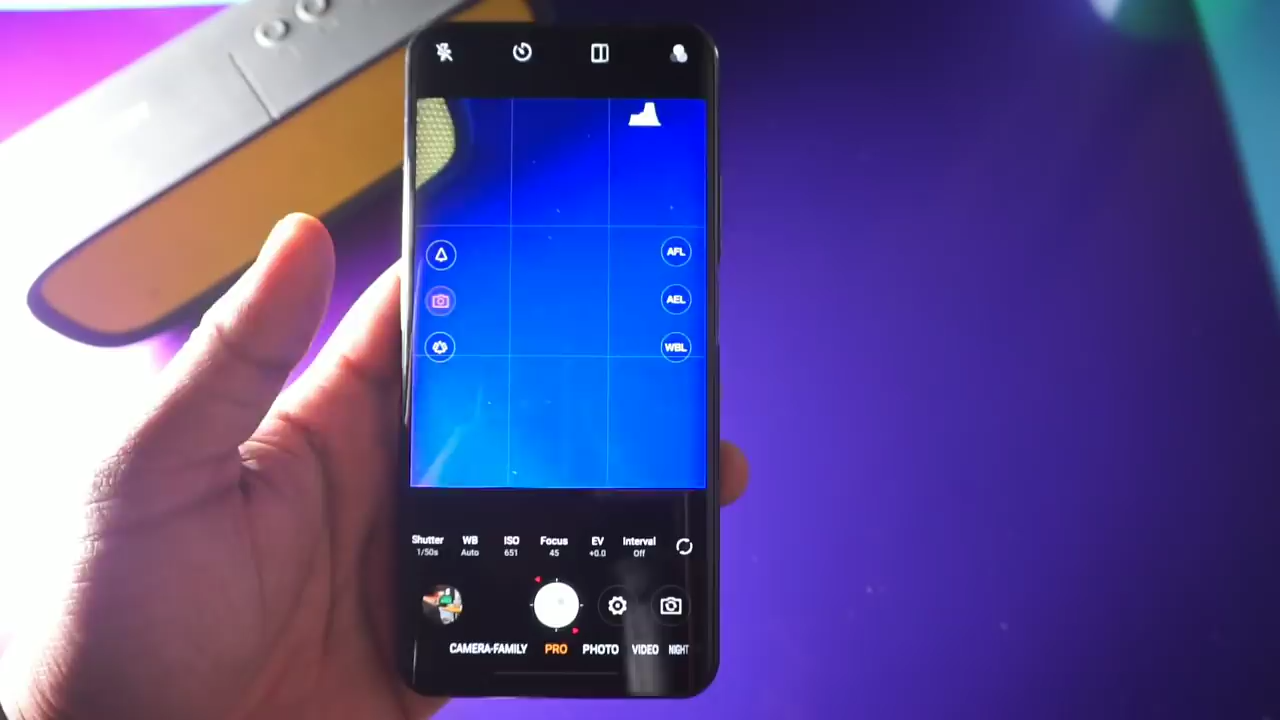 AFL
AEL
WBL
Shutter WB ISO Focus EV Interval
1/50s Auto 651 45 +0.0 Off
CAMERA-FAMILY PRO PHOTO VIDEO NIGHT